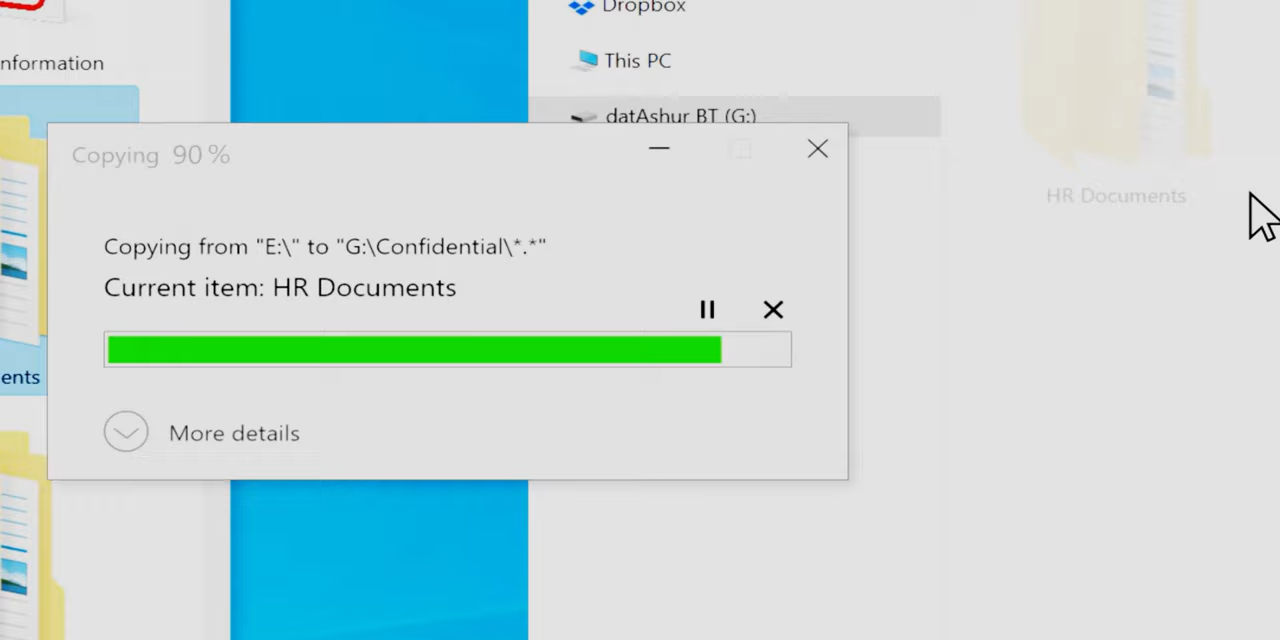 Dropbox
This PC
datAshur BT (G:)
nformation
ents
Copying 90%
Copying from "E:\" to "G:\Confidential\*.*"
Current item: HR Documents
More details
HR Documents